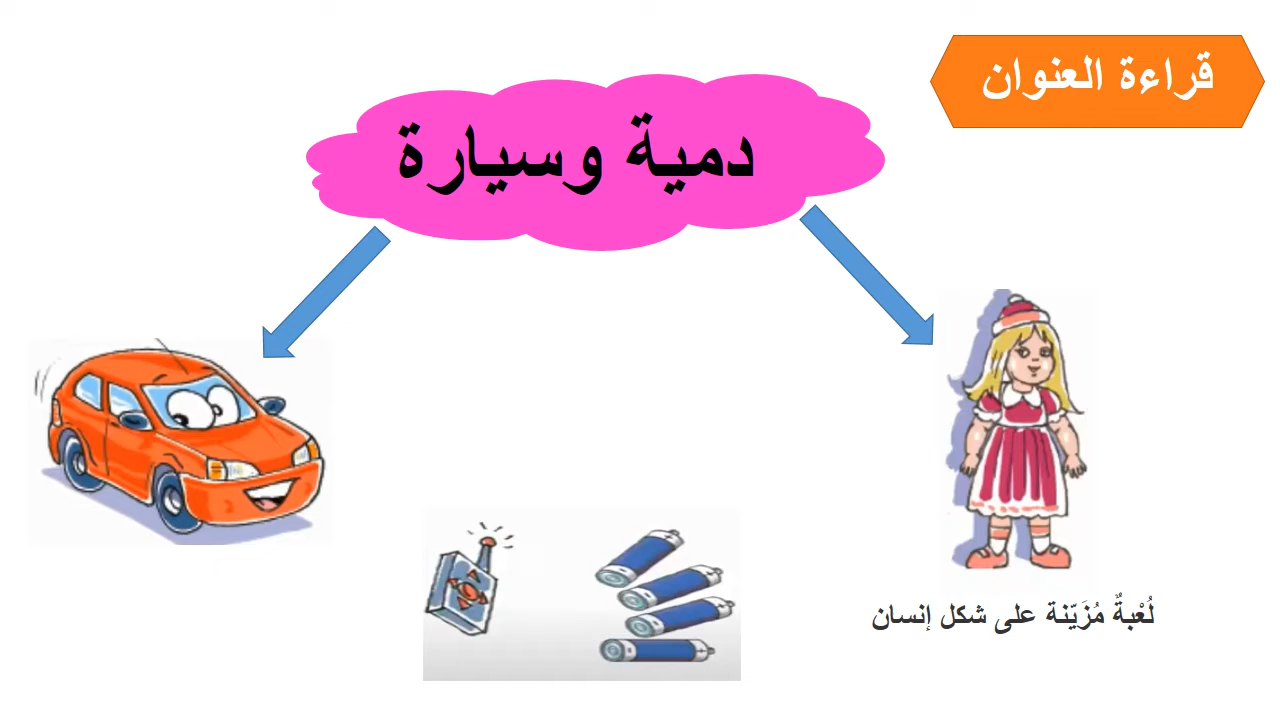 قراءة العنوان
دمية وسيارة
لُعْبةٌ مُزَيّنة على شكل إنسان